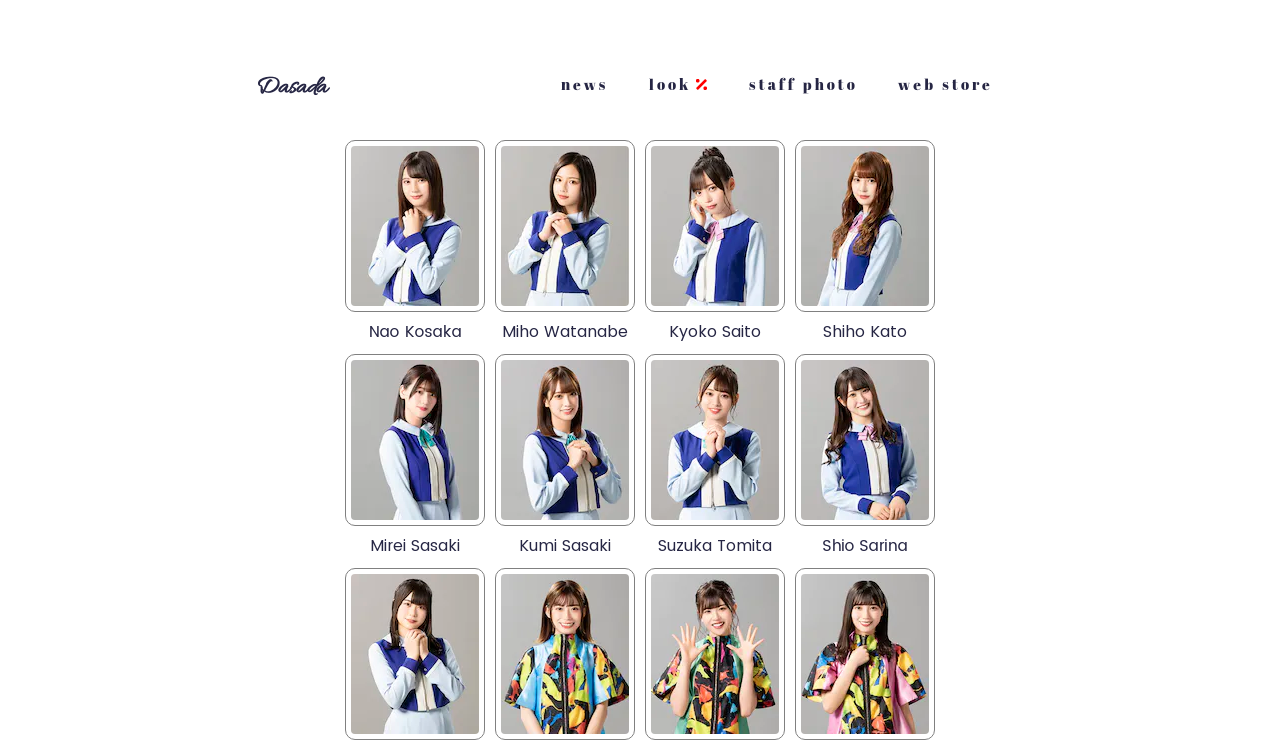 Dasada
news look staff photo web store
Nao Kosaka Miho Watanabe Kyoko Saito Shiho Kato
Mirei Sasaki Kumi Sasaki Suzuka Tomita Shio Sarina